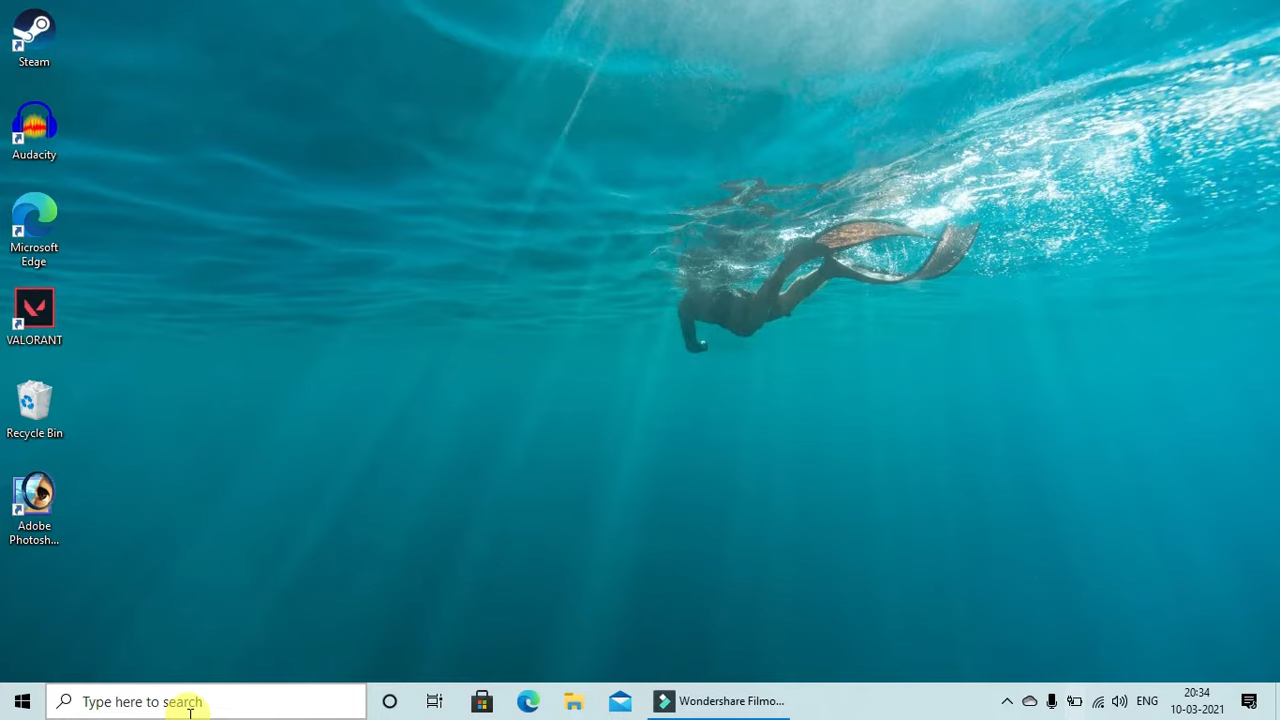 Steam
Audacity
Microsoft
Edge
VALORANT
Recycle Bin
Adobe
Photosh...
Type here to search
Wondershare Filmo...
ENG
20:34
10-03-2021